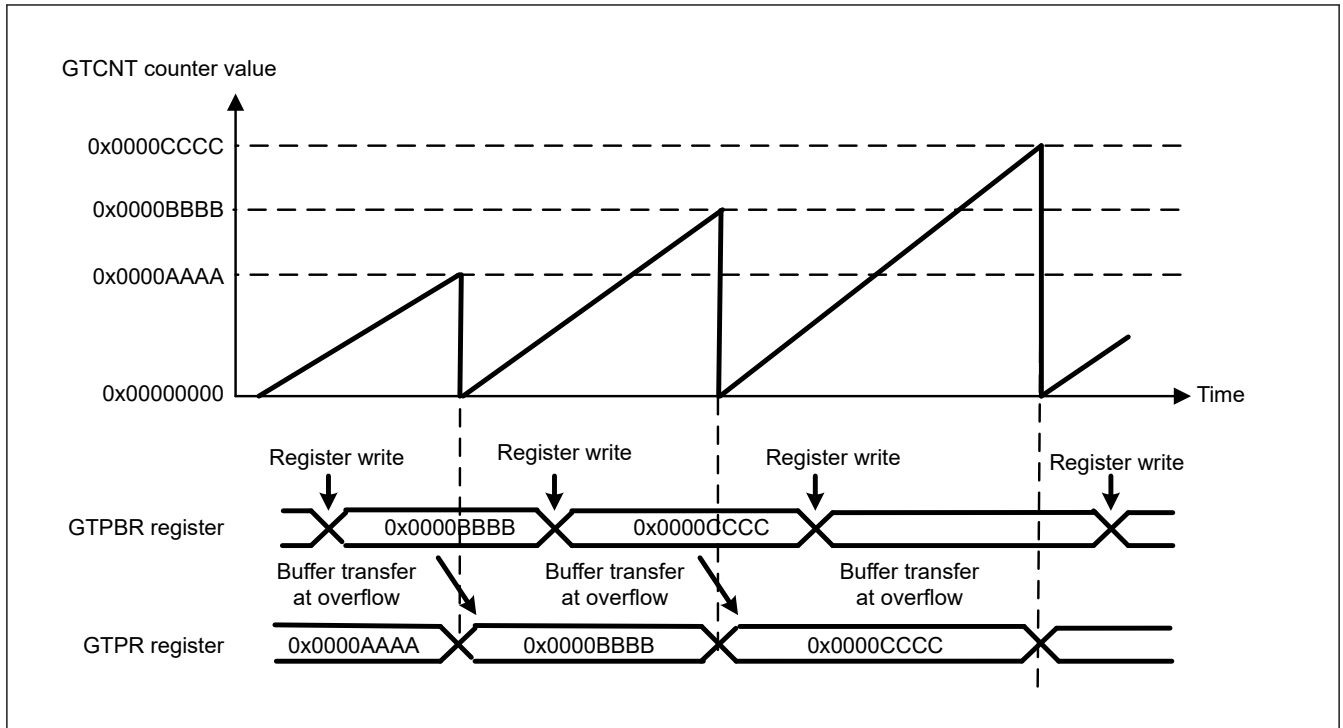 GTCNT counter value
0x0000CCCC
0x0000BBBB
0x0000AAAA
0x00000000
Time
Register write
Register write
Register write
Register write
GTPBR register
0x0000BBBB
0x0000CCCC
Buffer transfer
at overflow
Buffer transfer
at overflow
Buffer transfer
at overflow
GTPR register
0x0000AAAA
0x0000BBBB
0x0000CCCC